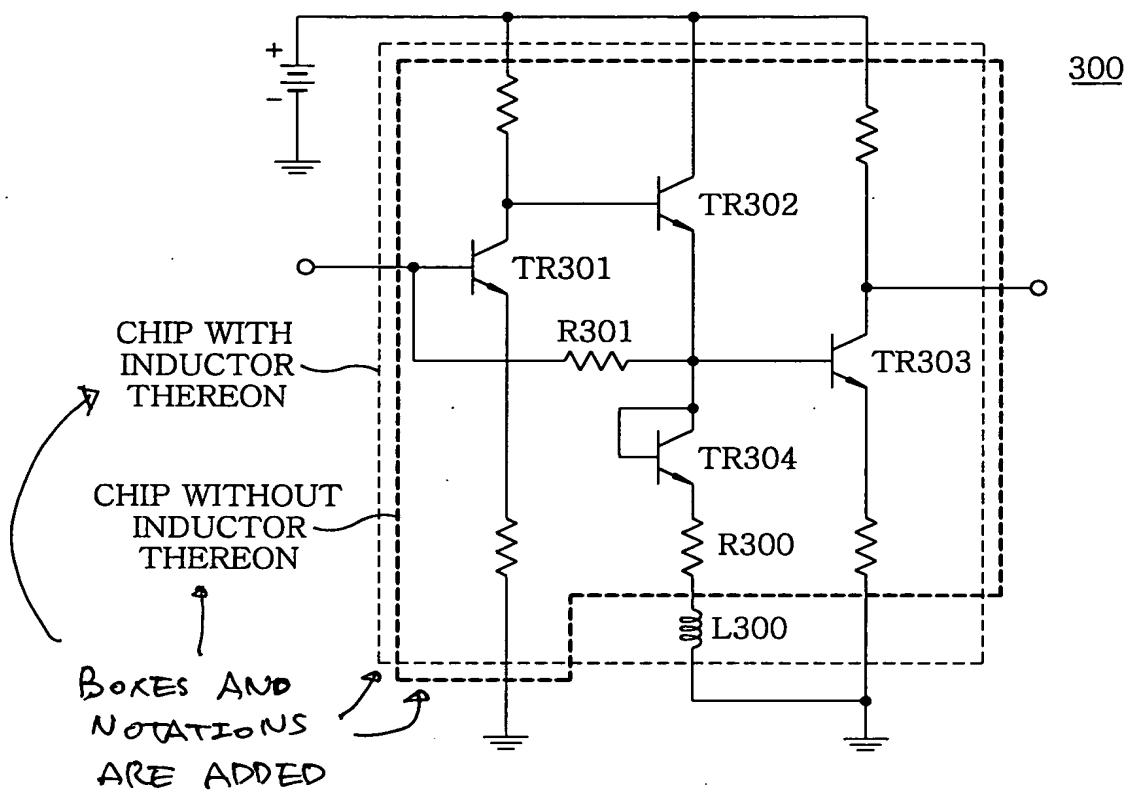 300
+
−
TR302
TR301
R301
TR303
CHIP WITH
INDUCTOR
THEREON
TR304
CHIP WITHOUT
INDUCTOR
THEREON
R300
L300
BOXES AND
NOTATIONS
ARE ADDED